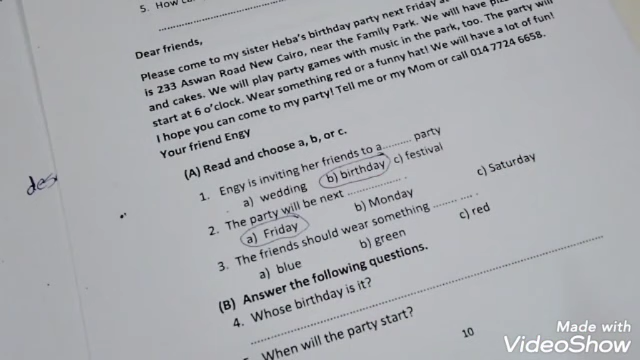 5. How
Dear friends,
Please come to my sister Heba's birthday party next Friday
is 233 Aswan Road New Cairo, near the Family Park. We will have
and cakes. We will play party games with music in the park, too. The party will
start at 6 o'clock. Wear something red or a funny hat! We will have a lot of fun!
I hope you can come to my party! Tell me or my Mom or call 014 7724 6658.
Your friend Engy
(A) Read and choose a, b, or c.
1. Engy is inviting her friends to a.......... party
a) wedding b) birthday c) festival
2. The party will be next ....................
a) Friday b) Monday c) Saturday
3. The friends should wear something ......... ....
a) blue b) green c) red
(B) Answer the following questions.
4. Whose birthday is it?
When will the party start?
10
des
Made with
VideoShow